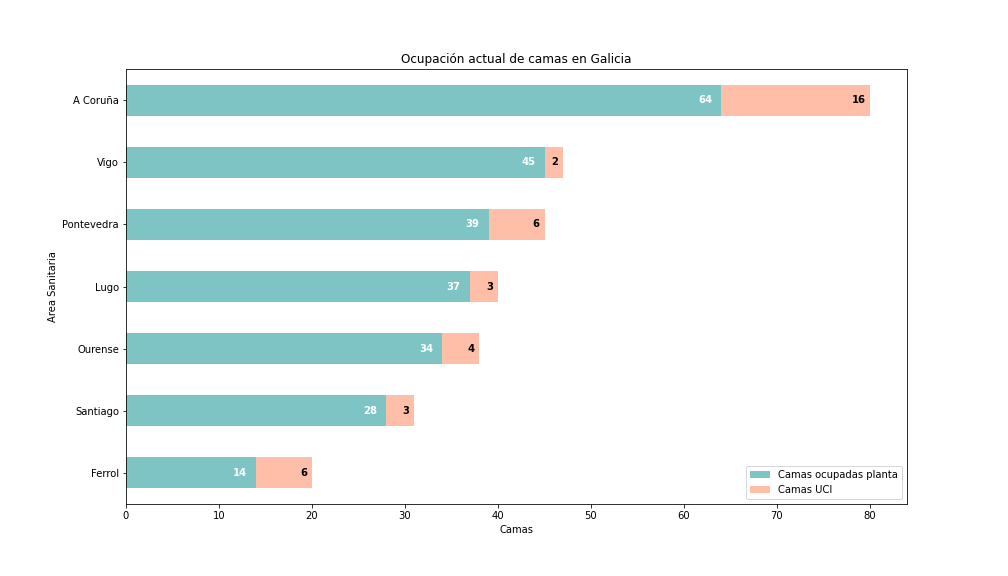 Ocupación actual de camas en Galicia
A Coruña 64 16
Vigo 45 2
Pontevedra 39 6
Lugo 37 3
Ourense 34 4
Santiago 28 3
Ferrol 14 6
Area Sanitaria
Camas ocupadas planta
Camas UCI
0 10 20 30 40 50 60 70 80
Camas